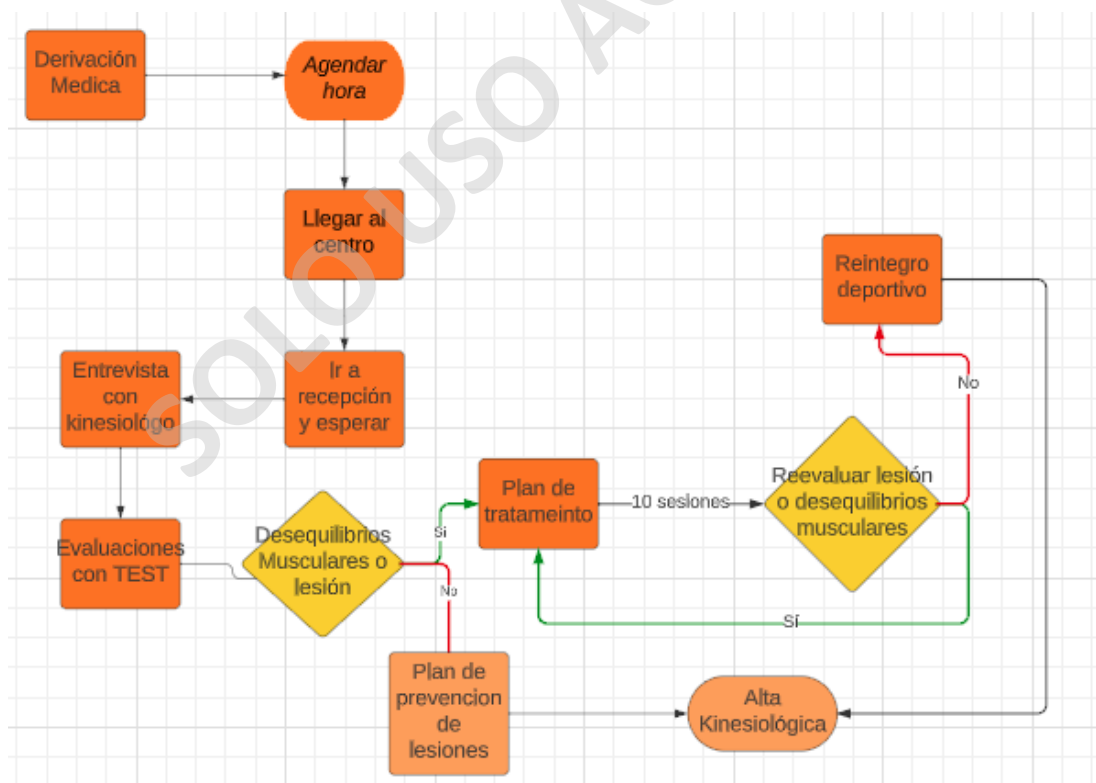 Derivación
Medica
Agendar
hora
Llegar al
centro
Ir a
recepción
y esperar
Entrevista
con
kinesiológo
Evaluaciones
con TEST
Desequilibrios
Musculares o
lesión
Si
No
Plan de
tratameinto
10 sesiones
Reevaluar lesión
o desequilibrios
musculares
No
Sí
Reintegro
deportivo
Plan de
prevencion
de
lesiones
Alta
Kinesiológica
SOLO USO